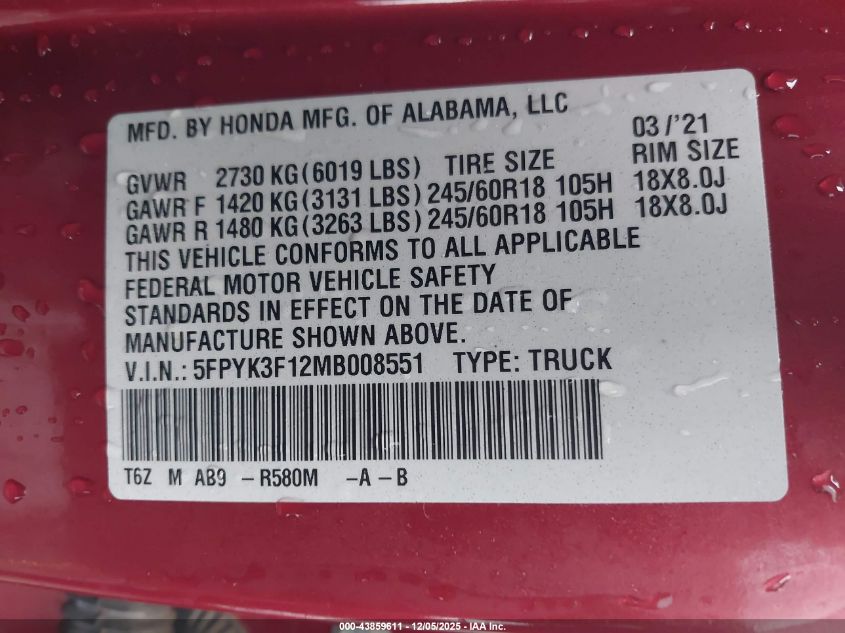 MFD. BY HONDA MFG. OF ALABAMA, LLC 03/'21
GVWR 2730 KG(6019 LBS) TIRE SIZE RIM SIZE
GAWR F 1420 KG(3131 LBS) 245/60R18 105H 18X8.0J
GAWR R 1480 KG(3263 LBS) 245/60R18 105H 18X8.0J
THIS VEHICLE CONFORMS TO ALL APPLICABLE
FEDERAL MOTOR VEHICLE SAFETY
STANDARDS IN EFFECT ON THE DATE OF
MANUFACTURE SHOWN ABOVE.
V.I.N.: 5FPYK3F12MB008551 TYPE: TRUCK
T6Z M AB9 -R580M -A-B
000-43859611 - 12/05/2025 - IAA Inc.